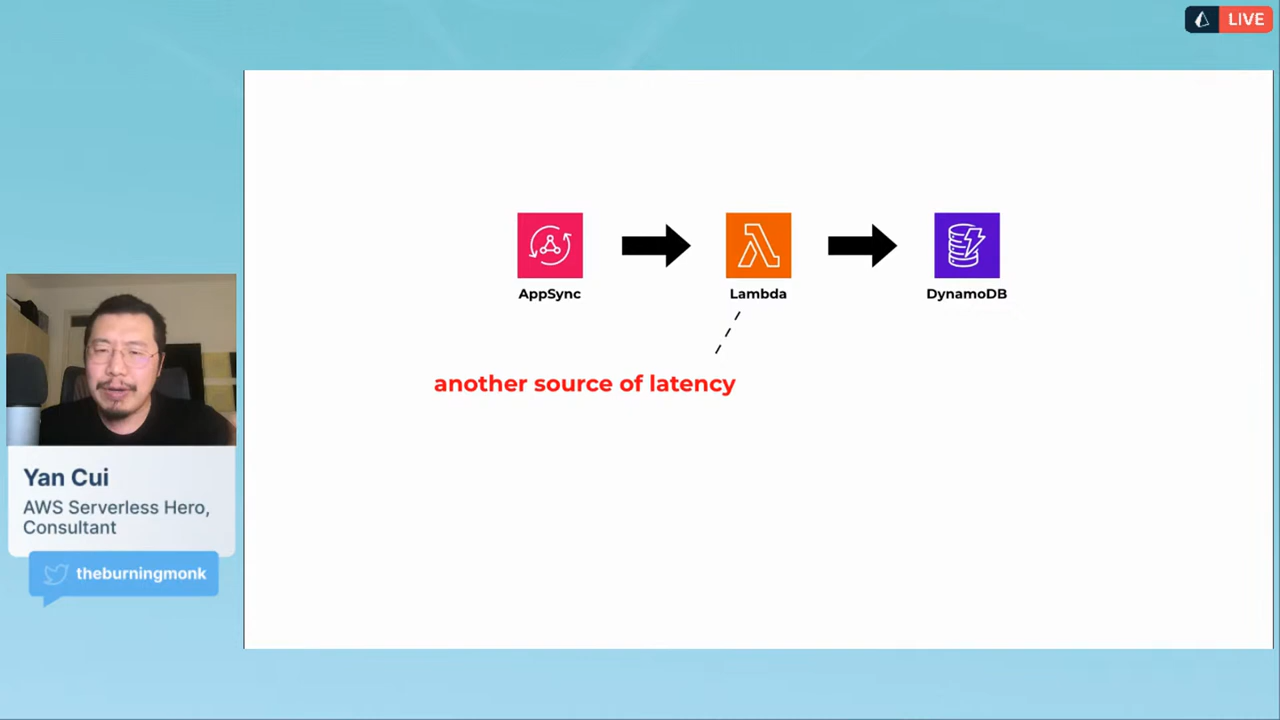 LIVE
AppSync
Lambda
DynamoDB
another source of latency
Yan Cui
AWS Serverless Hero,
Consultant
theburningmonk